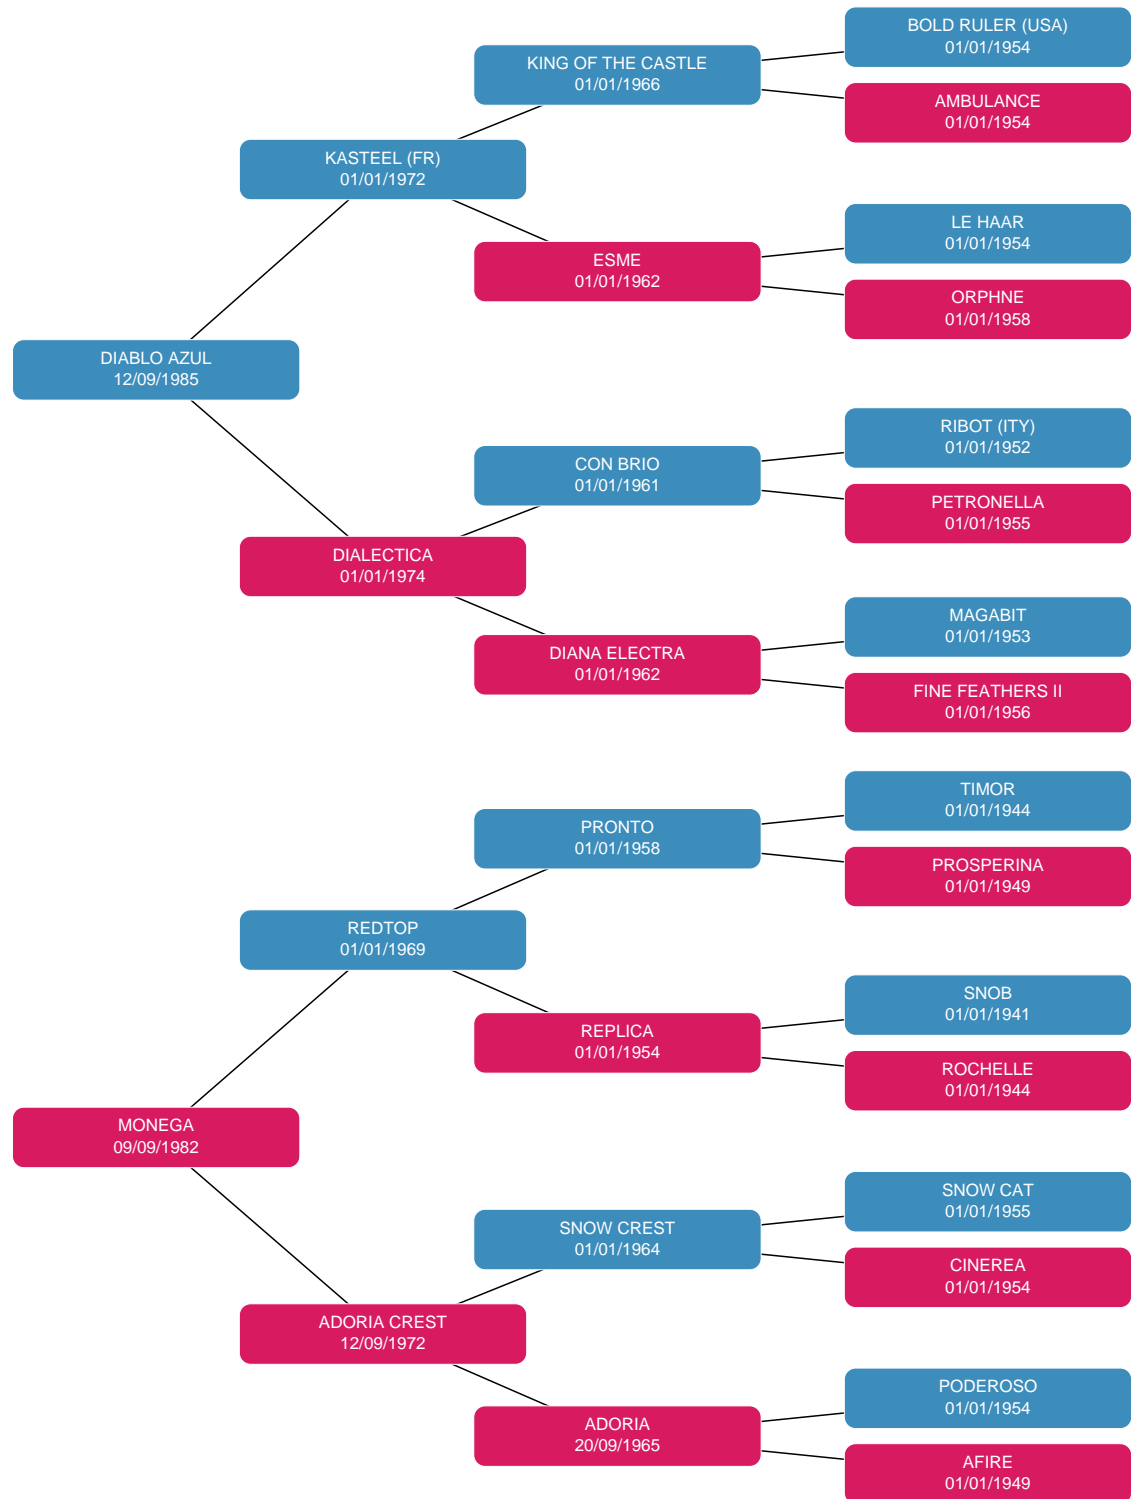 BOLD RULER (USA)
01/01/1954
KING OF THE CASTLE
01/01/1966
AMBULANCE
01/01/1954
KASTEEL (FR)
01/01/1972
LE HAAR
01/01/1954
ESME
01/01/1962
ORPHNE
01/01/1958
DIABLO AZUL
12/09/1985
RIBOT (ITY)
01/01/1952
CON BRIO
01/01/1961
PETRONELLA
01/01/1955
DIALECTICA
01/01/1974
MAGABIT
01/01/1953
DIANA ELECTRA
01/01/1962
FINE FEATHERS II
01/01/1956
TIMOR
01/01/1944
PRONTO
01/01/1958
PROSPERINA
01/01/1949
REDTOP
01/01/1969
SNOB
01/01/1941
REPLICA
01/01/1954
ROCHELLE
01/01/1944
MONEGA
09/09/1982
SNOW CAT
01/01/1955
SNOW CREST
01/01/1964
CINEREA
01/01/1954
ADORIA CREST
12/09/1972
PODEROSO
01/01/1954
ADORIA
20/09/1965
AFIRE
01/01/1949